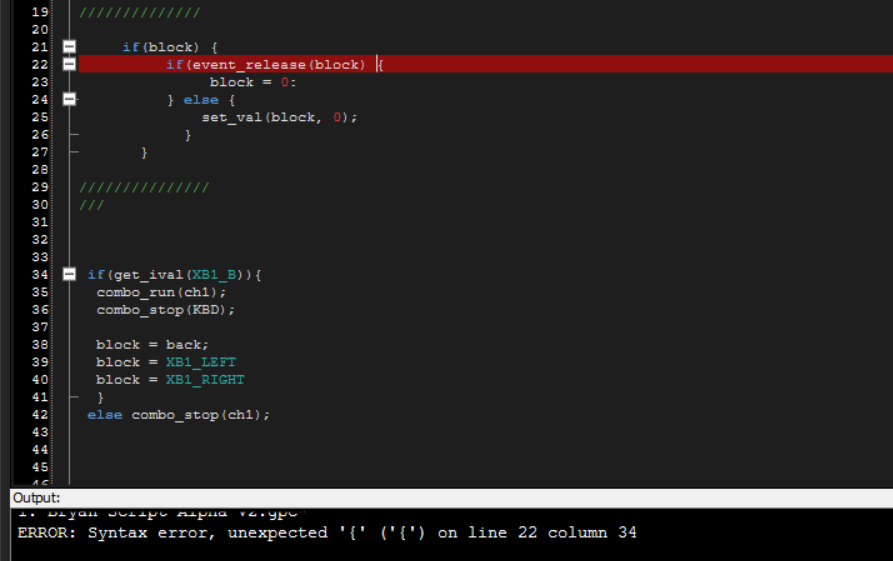 19 //////////////
20
21 if(block) {
22 if(event_release(block) {
23 block = 0:
24 } else {
25 set_val(block, 0);
26 }
27 }
28
29 ///////////////
30 ///
31
32
33
34 if(get_ival(XB1_B)){
35 combo_run(ch1);
36 combo_stop(KBD);
37
38 block = back;
39 block = XB1_LEFT
40 block = XB1_RIGHT
41 }
42 else combo_stop(ch1);
43
44
45
Output:
1. Bryan Script Alpha V2.gpc
ERROR: Syntax error, unexpected '{' ('{') on line 22 column 34